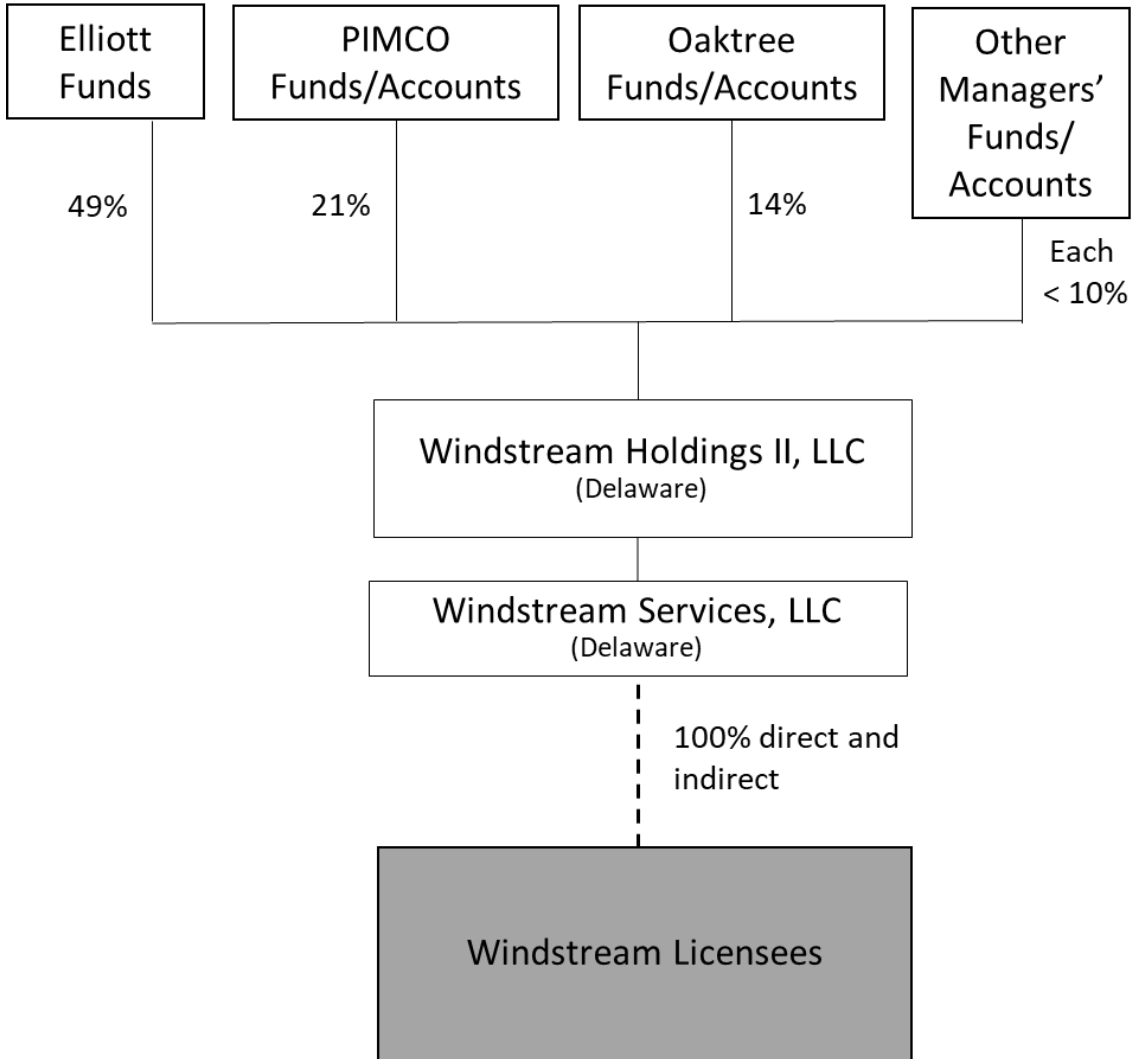 Elliott
Funds
PIMCO
Funds/Accounts
Oaktree
Funds/Accounts
Other
Managers’
Funds/
Accounts
49%
21%
14%
Each
< 10%
Windstream Holdings II, LLC
(Delaware)
Windstream Services, LLC
(Delaware)
100% direct and
indirect
Windstream Licensees